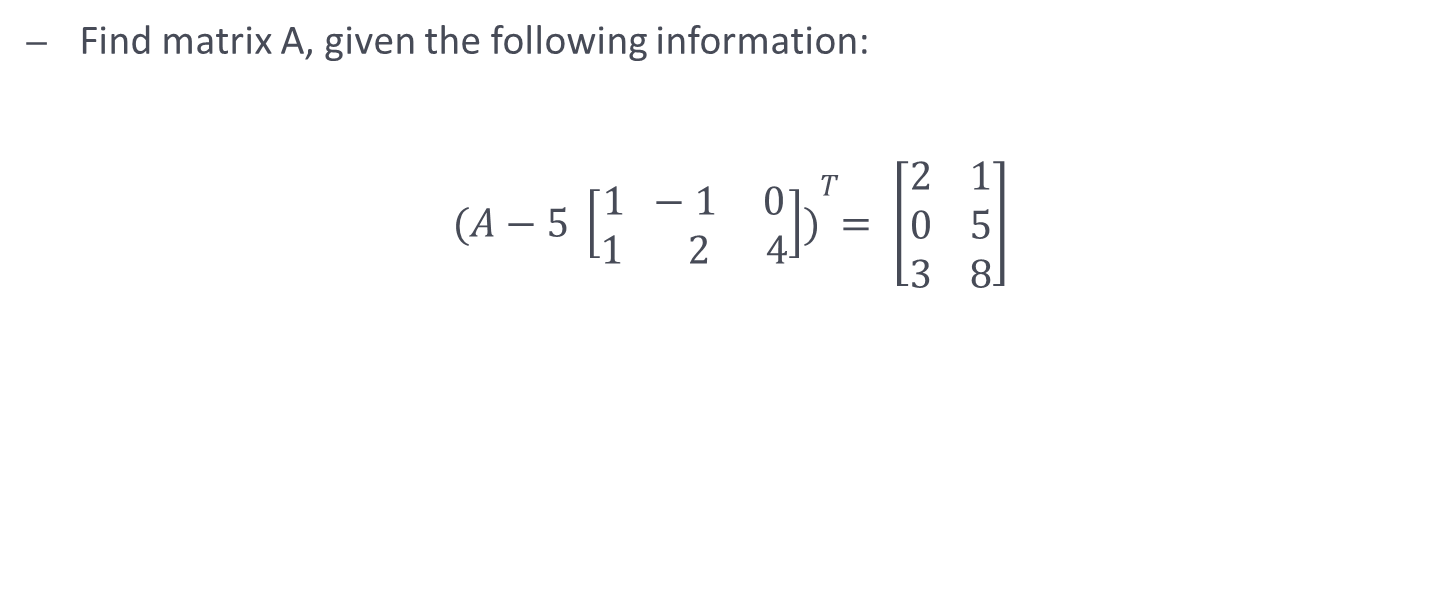 – Find matrix A, given the following information:
(A − 5 [1 −1 0; 1 2 4])^T = [2 1; 0 5; 3 8]